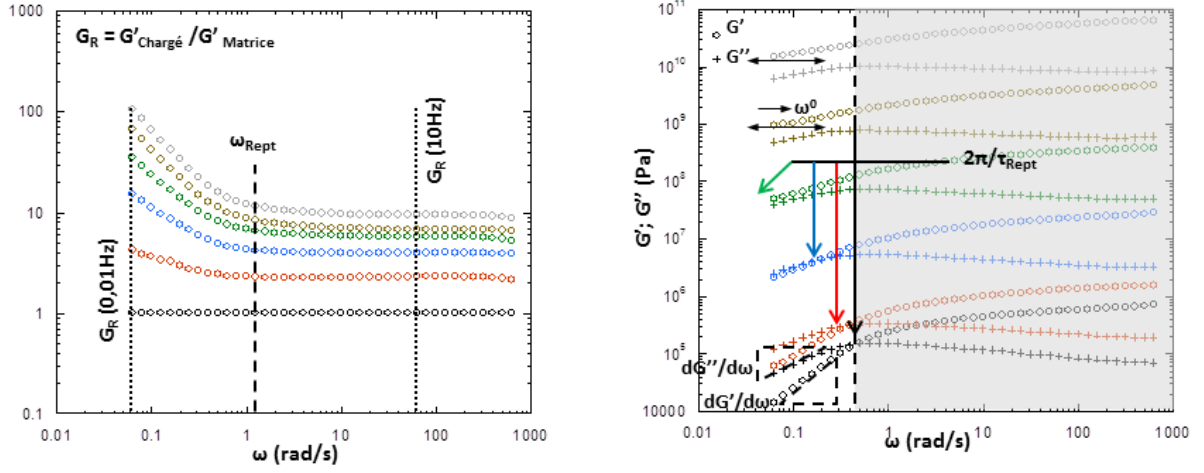 G_R = G'_Chargé / G'_Matrice
100
10
1
0.1
0.01
0.1
1
10
100
1000
ω (rad/s)
G_R (0,01Hz)
ω_Rept
G_R (10Hz)
G'; G'' (Pa)
10^11
10^10
10^9
10^8
10^7
10^6
10^5
10000
0.01
0.1
1
10
100
1000
ω (rad/s)
G'
G''
ω^0
2π/τ_Rept
dG''/dω
dG'/dω